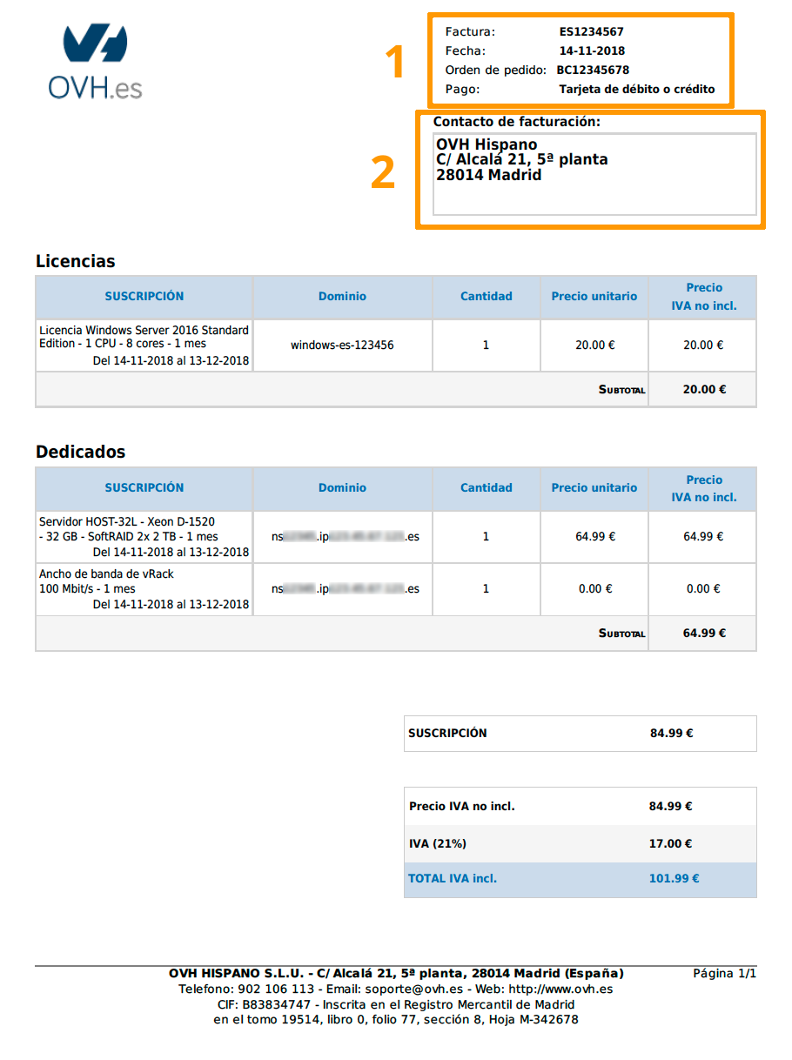 OVH.es
1
Factura: ES1234567
Fecha: 14-11-2018
Orden de pedido: BC12345678
Pago: Tarjeta de débito o crédito
2
Contacto de facturación:
OVH Hispano
C/ Alcalá 21, 5ª planta
28014 Madrid
Licencias
SUSCRIPCIÓN Dominio Cantidad Precio unitario Precio
IVA no incl.
Licencia Windows Server 2016 Standard
Edition - 1 CPU - 8 cores - 1 mes
Del 14-11-2018 al 13-12-2018
windows-es-123456 1 20.00 € 20.00 €
SUBTOTAL 20.00 €
Dedicados
SUSCRIPCIÓN Dominio Cantidad Precio unitario Precio
IVA no incl.
Servidor HOST-32L - Xeon D-1520
- 32 GB - SoftRAID 2x 2 TB - 1 mes
Del 14-11-2018 al 13-12-2018
ns .ip .es 1 64.99 € 64.99 €
Ancho de banda de vRack
100 Mbit/s - 1 mes
Del 14-11-2018 al 13-12-2018
ns .ip .es 1 0.00 € 0.00 €
SUBTOTAL 64.99 €
SUSCRIPCIÓN 84.99 €
Precio IVA no incl. 84.99 €
IVA (21%) 17.00 €
TOTAL IVA incl. 101.99 €
OVH HISPANO S.L.U. - C/ Alcalá 21, 5ª planta, 28014 Madrid (España) Página 1/1
Telefono: 902 106 113 - Email: soporte@ovh.es - Web: http://www.ovh.es
CIF: B83834747 - Inscrita en el Registro Mercantil de Madrid
en el tomo 19514, libro 0, folio 77, sección 8, Hoja M-342678